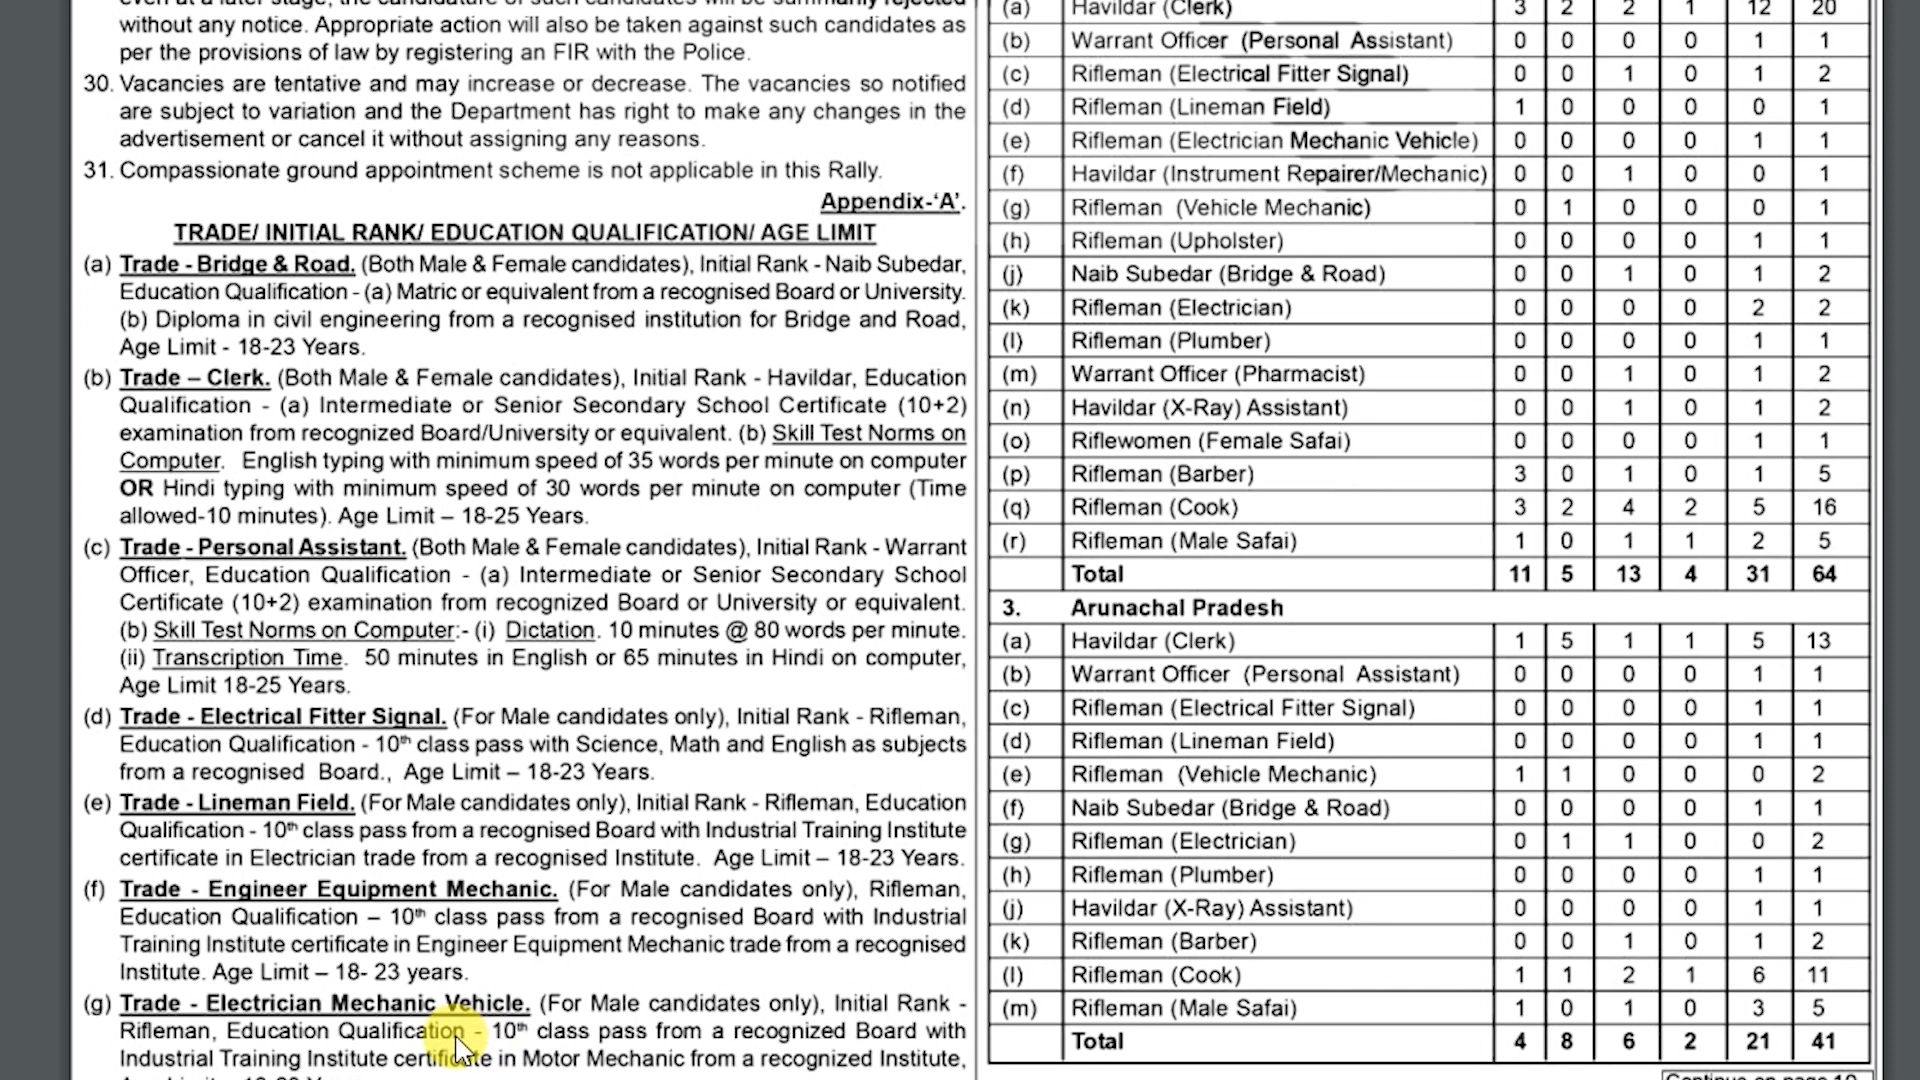 even at a later stage, the candidature of such candidates will be summarily rejected
without any notice. Appropriate action will also be taken against such candidates as
per the provisions of law by registering an FIR with the Police.
30. Vacancies are tentative and may increase or decrease. The vacancies so notified
are subject to variation and the Department has right to make any changes in the
advertisement or cancel it without assigning any reasons.
31. Compassionate ground appointment scheme is not applicable in this Rally.
Appendix-‘A’.
TRADE/ INITIAL RANK/ EDUCATION QUALIFICATION/ AGE LIMIT
(a) Trade - Bridge & Road. (Both Male & Female candidates), Initial Rank - Naib Subedar,
Education Qualification - (a) Matric or equivalent from a recognised Board or University.
(b) Diploma in civil engineering from a recognised institution for Bridge and Road,
Age Limit - 18-23 Years.
(b) Trade – Clerk. (Both Male & Female candidates), Initial Rank - Havildar, Education
Qualification - (a) Intermediate or Senior Secondary School Certificate (10+2)
examination from recognized Board/University or equivalent. (b) Skill Test Norms on
Computer. English typing with minimum speed of 35 words per minute on computer
OR Hindi typing with minimum speed of 30 words per minute on computer (Time
allowed-10 minutes). Age Limit – 18-25 Years.
(c) Trade - Personal Assistant. (Both Male & Female candidates), Initial Rank - Warrant
Officer, Education Qualification - (a) Intermediate or Senior Secondary School
Certificate (10+2) examination from recognized Board or University or equivalent.
(b) Skill Test Norms on Computer:- (i) Dictation. 10 minutes @ 80 words per minute.
(ii) Transcription Time. 50 minutes in English or 65 minutes in Hindi on computer,
Age Limit 18-25 Years.
(d) Trade - Electrical Fitter Signal. (For Male candidates only), Initial Rank - Rifleman,
Education Qualification - 10th class pass with Science, Math and English as subjects
from a recognised Board., Age Limit – 18-23 Years.
(e) Trade - Lineman Field. (For Male candidates only), Initial Rank - Rifleman, Education
Qualification - 10th class pass from a recognised Board with Industrial Training Institute
certificate in Electrician trade from a recognised Institute. Age Limit – 18-23 Years.
(f) Trade - Engineer Equipment Mechanic. (For Male candidates only), Rifleman,
Education Qualification – 10th class pass from a recognised Board with Industrial
Training Institute certificate in Engineer Equipment Mechanic trade from a recognised
Institute. Age Limit – 18- 23 years.
(g) Trade - Electrician Mechanic Vehicle. (For Male candidates only), Initial Rank -
Rifleman, Education Qualification - 10th class pass from a recognized Board with
Industrial Training Institute certificate in Motor Mechanic from a recognized Institute,
(a) Havildar (Clerk) 3 2 2 1 12 20
(b) Warrant Officer (Personal Assistant) 0 0 0 0 1 1
(c) Rifleman (Electrical Fitter Signal) 0 0 1 0 1 2
(d) Rifleman (Lineman Field) 1 0 0 0 0 1
(e) Rifleman (Electrician Mechanic Vehicle) 0 0 0 0 1 1
(f) Havildar (Instrument Repairer/Mechanic) 0 0 1 0 0 1
(g) Rifleman (Vehicle Mechanic) 0 1 0 0 0 1
(h) Rifleman (Upholster) 0 0 0 0 1 1
(j) Naib Subedar (Bridge & Road) 0 0 1 0 1 2
(k) Rifleman (Electrician) 0 0 0 0 2 2
(l) Rifleman (Plumber) 0 0 0 0 1 1
(m) Warrant Officer (Pharmacist) 0 0 1 0 1 2
(n) Havildar (X-Ray) Assistant) 0 0 1 0 1 2
(o) Riflewomen (Female Safai) 0 0 0 0 1 1
(p) Rifleman (Barber) 3 0 1 0 1 5
(q) Rifleman (Cook) 3 2 4 2 5 16
(r) Rifleman (Male Safai) 1 0 1 1 2 5
Total 11 5 13 4 31 64
3. Arunachal Pradesh
(a) Havildar (Clerk) 1 5 1 1 5 13
(b) Warrant Officer (Personal Assistant) 0 0 0 0 1 1
(c) Rifleman (Electrical Fitter Signal) 0 0 0 0 1 1
(d) Rifleman (Lineman Field) 0 0 0 0 1 1
(e) Rifleman (Vehicle Mechanic) 1 1 0 0 0 2
(f) Naib Subedar (Bridge & Road) 0 0 0 0 1 1
(g) Rifleman (Electrician) 0 1 1 0 0 2
(h) Rifleman (Plumber) 0 0 0 0 1 1
(j) Havildar (X-Ray) Assistant) 0 0 0 0 1 1
(k) Rifleman (Barber) 0 0 1 0 1 2
(l) Rifleman (Cook) 1 1 2 1 6 11
(m) Rifleman (Male Safai) 1 0 1 0 3 5
Total 4 8 6 2 21 41
Continue on page 10